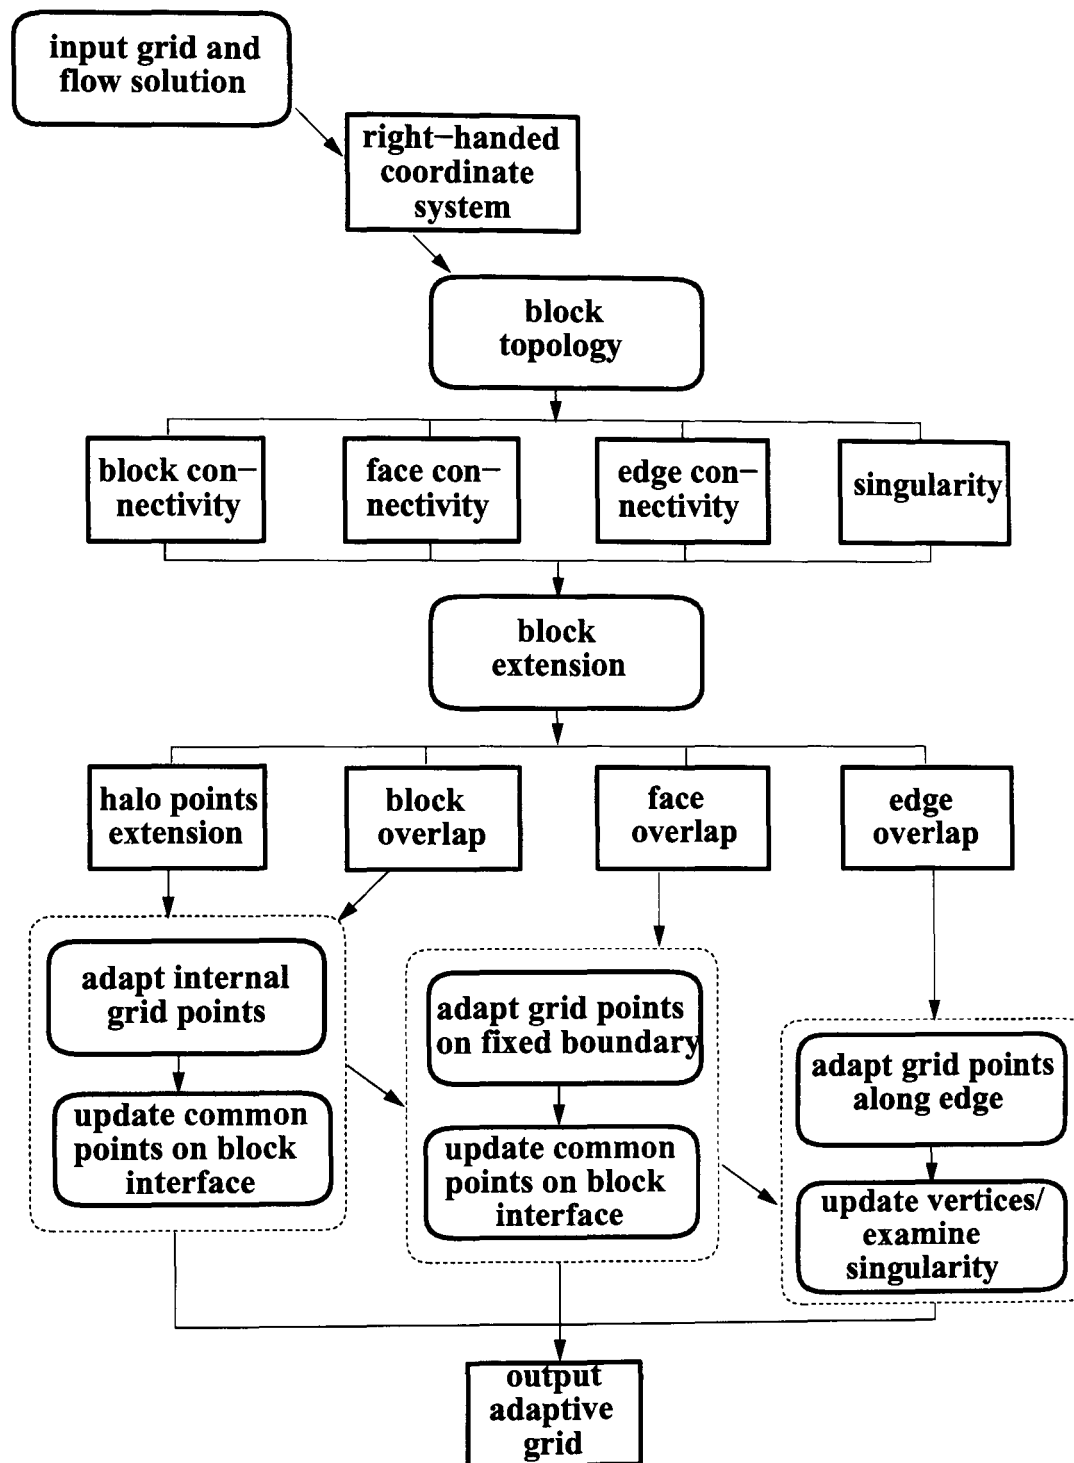 input grid and
flow solution
right-handed
coordinate
system
block
topology
block con-
nectivity
face con-
nectivity
edge con-
nectivity
singularity
block
extension
halo points
extension
block
overlap
face
overlap
edge
overlap
adapt internal
grid points
update common
points on block
interface
adapt grid points
on fixed boundary
update common
points on block
interface
adapt grid points
along edge
update vertices/
examine
singularity
output
adaptive
grid